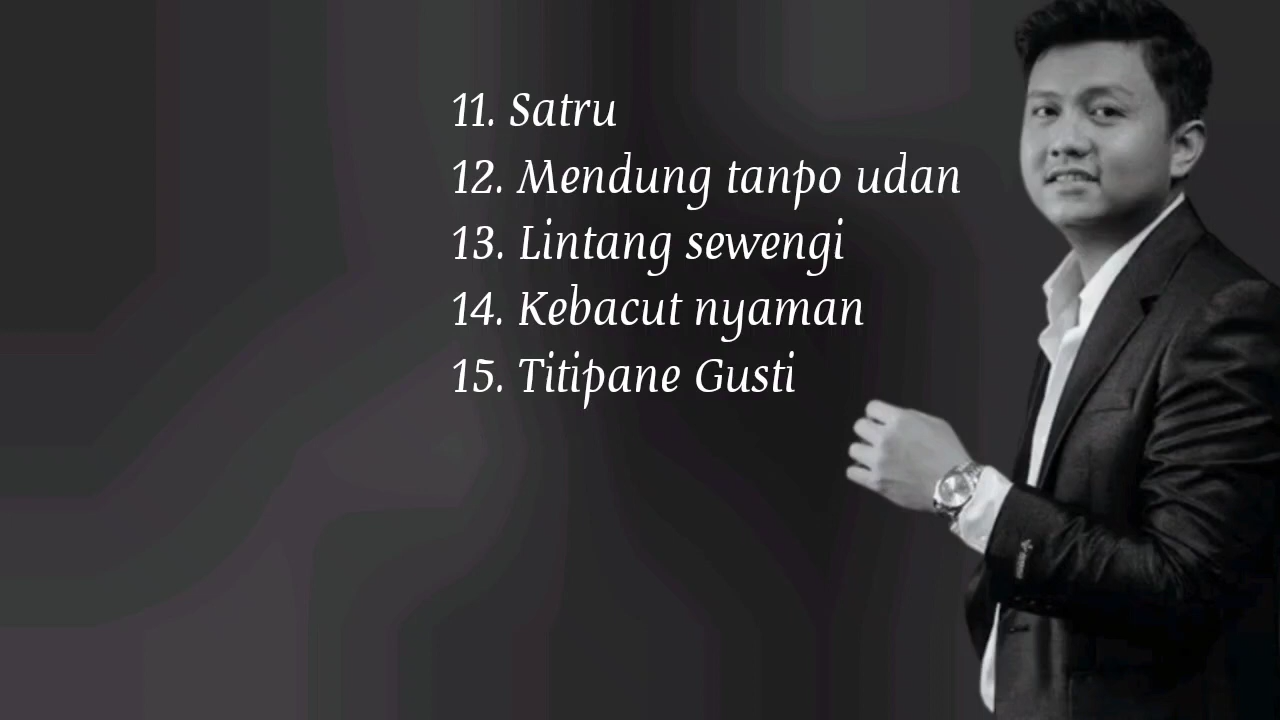 11. Satru
12. Mendung tanpo udan
13. Lintang sewengi
14. Kebacut nyaman
15. Titipane Gusti